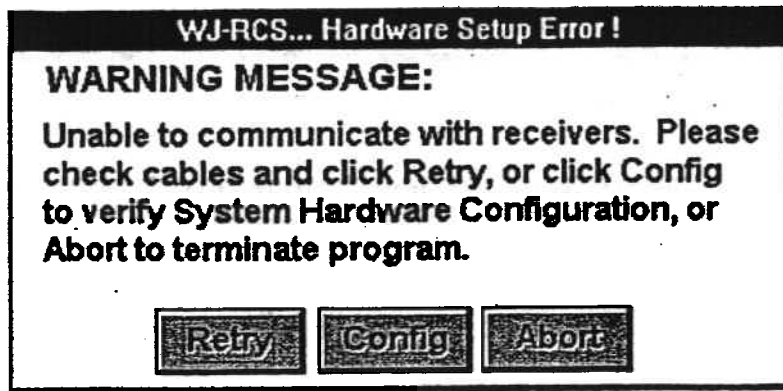 WJ-RCS... Hardware Setup Error !
WARNING MESSAGE:
Unable to communicate with receivers. Please
check cables and click Retry, or click Config
to verify System Hardware Configuration, or
Abort to terminate program.
Retry Config Abort